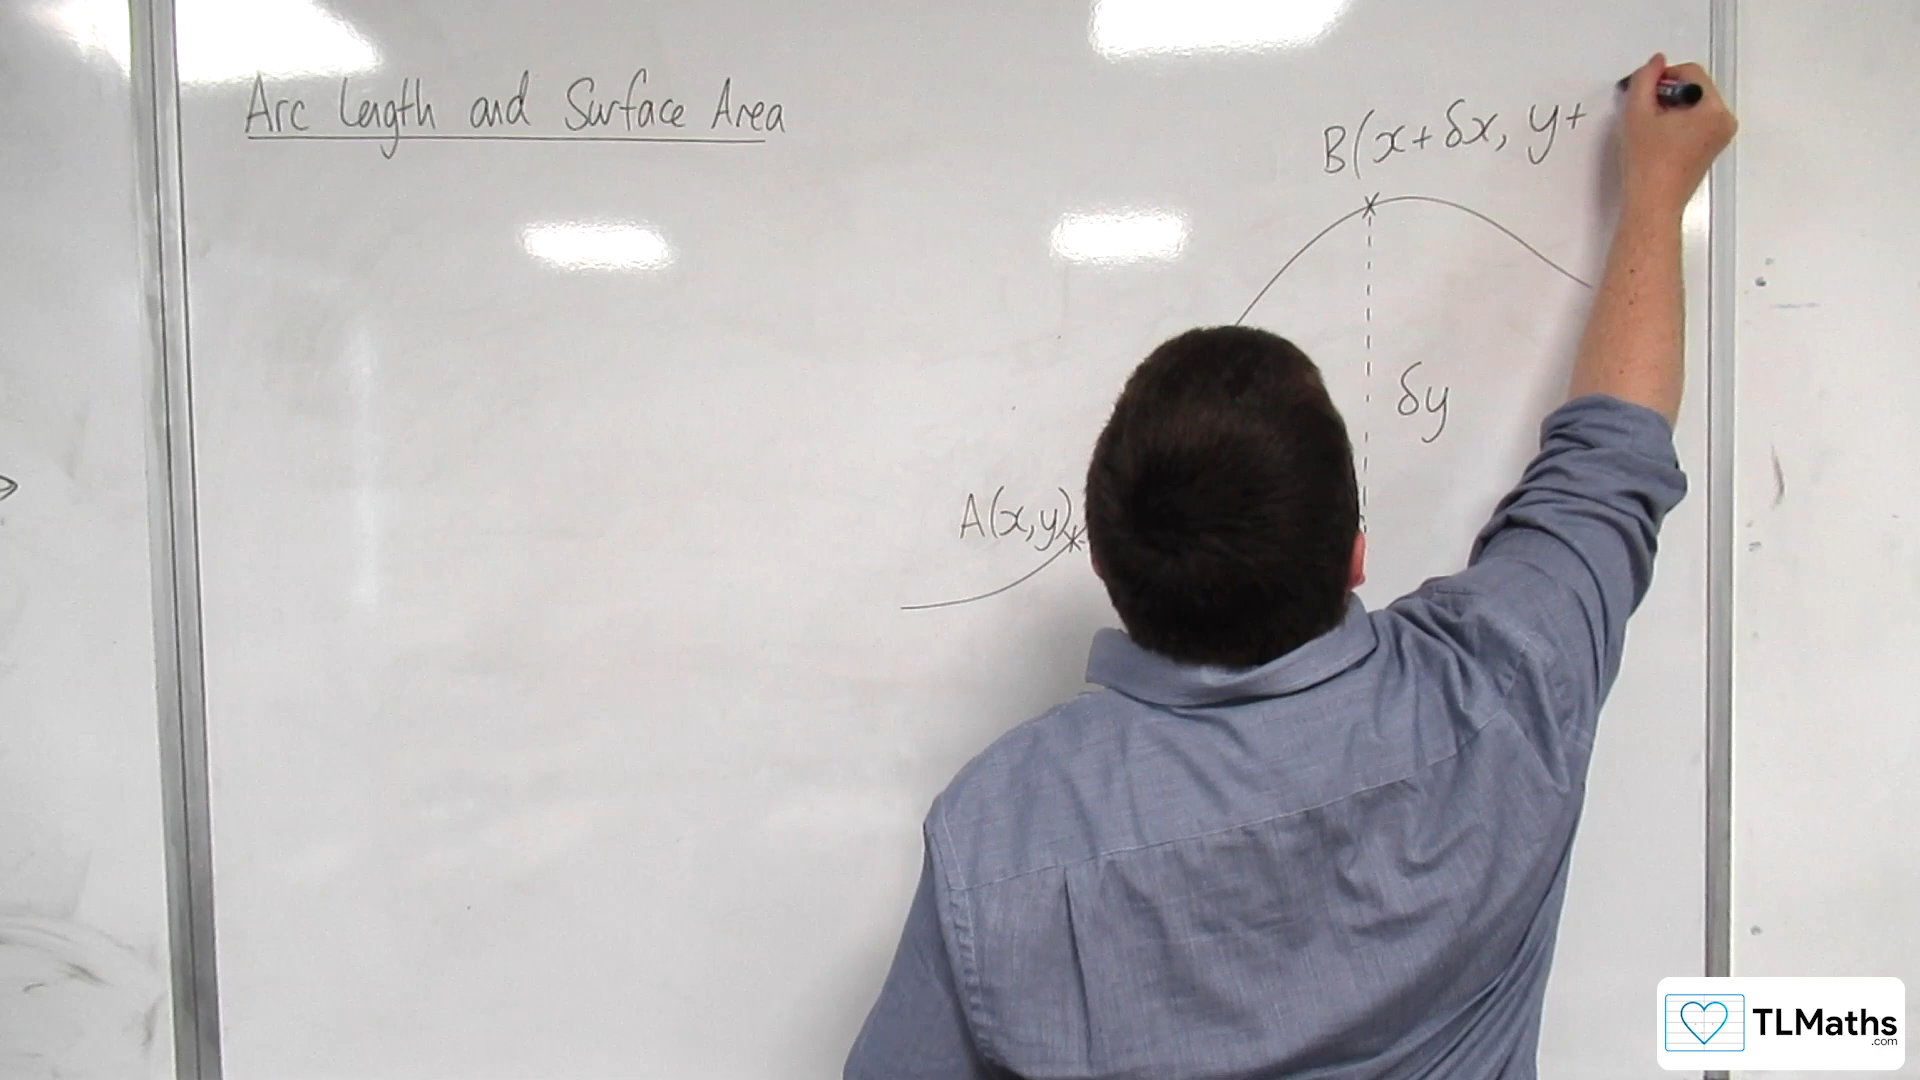 Arc Length and Surface Area
B(x+δx, y+
δy
A(x,y)
TLMaths
.com